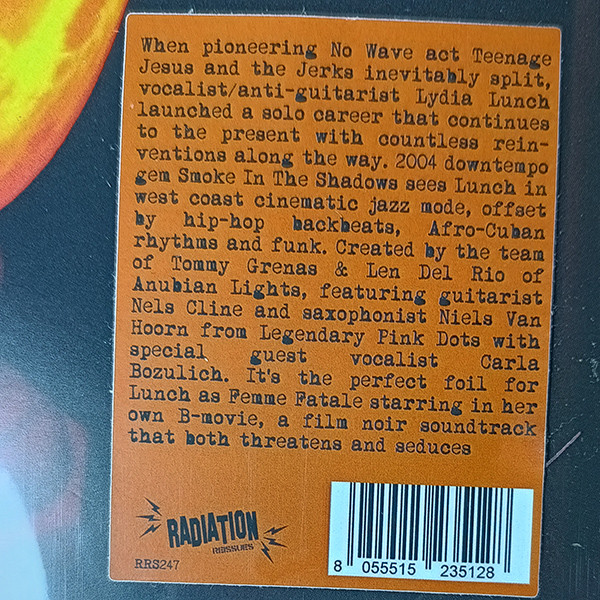 When pioneering No Wave act Teenage
Jesus and the Jerks inevitably split,
vocalist/anti-guitarist Lydia Lunch
launched a solo career that continues
to the present with countless rein-
ventions along the way. 2004 downtempo
gem Smoke In The Shadows sees Lunch in
west coast cinematic jazz mode, offset
by hip-hop backbeats, Afro-Cuban
rhythms and funk. Created by the team
of Tommy Grenas & Len Del Rio of
Anubian Lights, featuring guitarist
Nels Cline and saxophonist Niels Van
Hoorn from Legendary Pink Dots with
special guest vocalist Carla
Bozulich. It's the perfect foil for
Lunch as Femme Fatale starring in her
own B-movie, a film noir soundtrack
that both threatens and seduces
RADIATION
REISSUES
RRS247
8 055515 235128